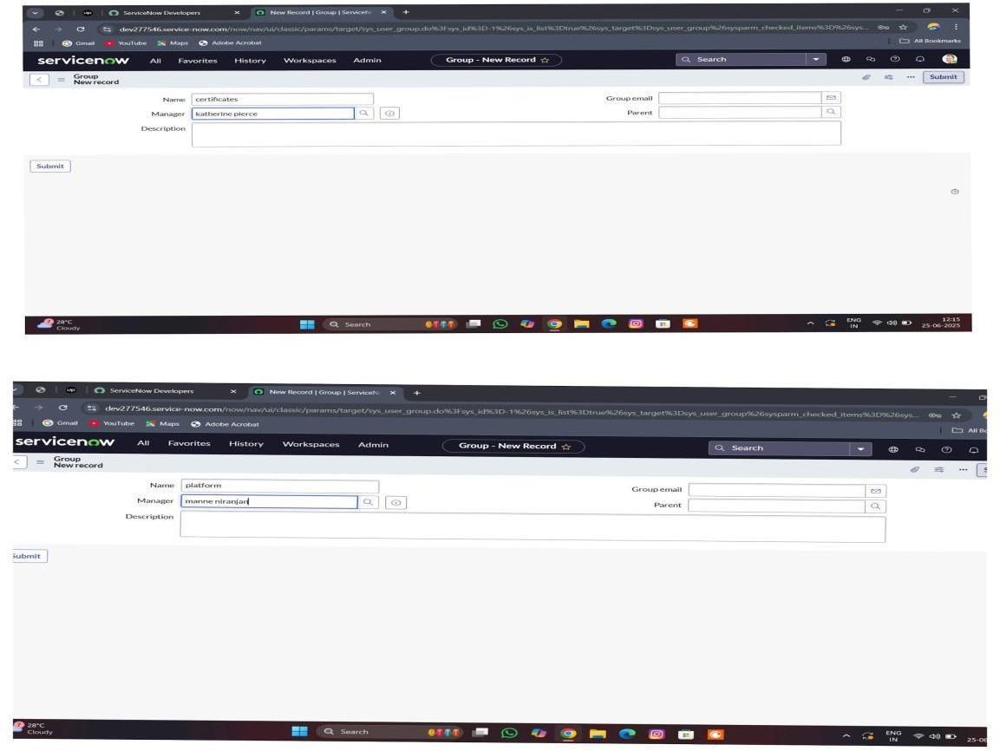 ServiceNow Developers
New Record | Group | ServiceN
dev277546.service-now.com/now/nav/ui/classic/params/target/sys_user_group.do%3Fsys_id%3D-1%26sys_is_list%3Dtrue%26sys_target%3Dsys_user_group%26sysparm_checked_items%3D%26sys...
Gmail YouTube Maps Adobe Acrobat All Bookmarks
servicenow All Favorites History Workspaces Admin Group - New Record Search
Group
New record Submit
Name certificates Group email
Manager katherine pierce Parent
Description
Submit
28°C
Cloudy
Search
ENG
IN
12:15
25-06-2025
up ServiceNow Developers New Record | Group | ServiceN
dev277546.service-now.com/now/nav/ui/classic/params/target/sys_user_group.do%3Fsys_id%3D-1%26sys_is_list%3Dtrue%26sys_target%3Dsys_user_group%26sysparm_checked_items%3D%26sys...
Gmail YouTube Maps Adobe Acrobat All Bo
servicenow All Favorites History Workspaces Admin Group - New Record Search
Group
New record
Name platform Group email
Manager manne niranjan Parent
Description
Submit
28°C
Cloudy
Search
ENG
IN
25-06